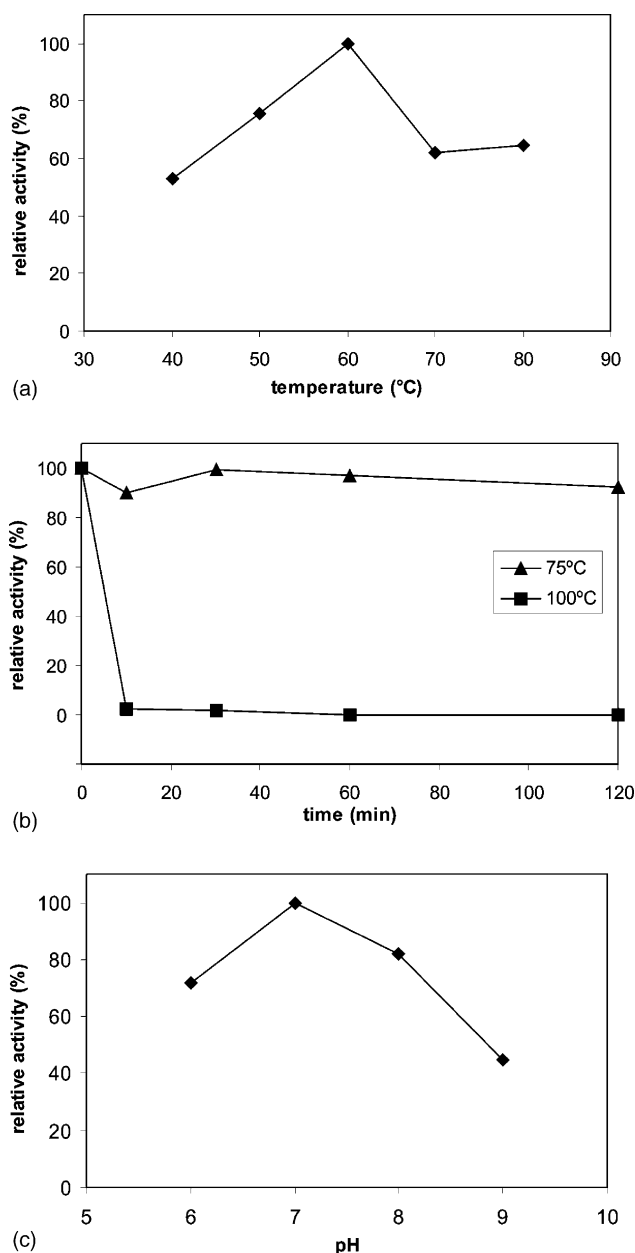 100
80
60
40
20
0
30 40 50 60 70 80 90
relative activity (%)
temperature (°C)
(a)
100
80
60
40
20
0
0 20 40 60 80 100 120
relative activity (%)
75ºC
100ºC
time (min)
(b)
100
80
60
40
20
0
5 6 7 8 9 10
relative activity (%)
pH
(c)